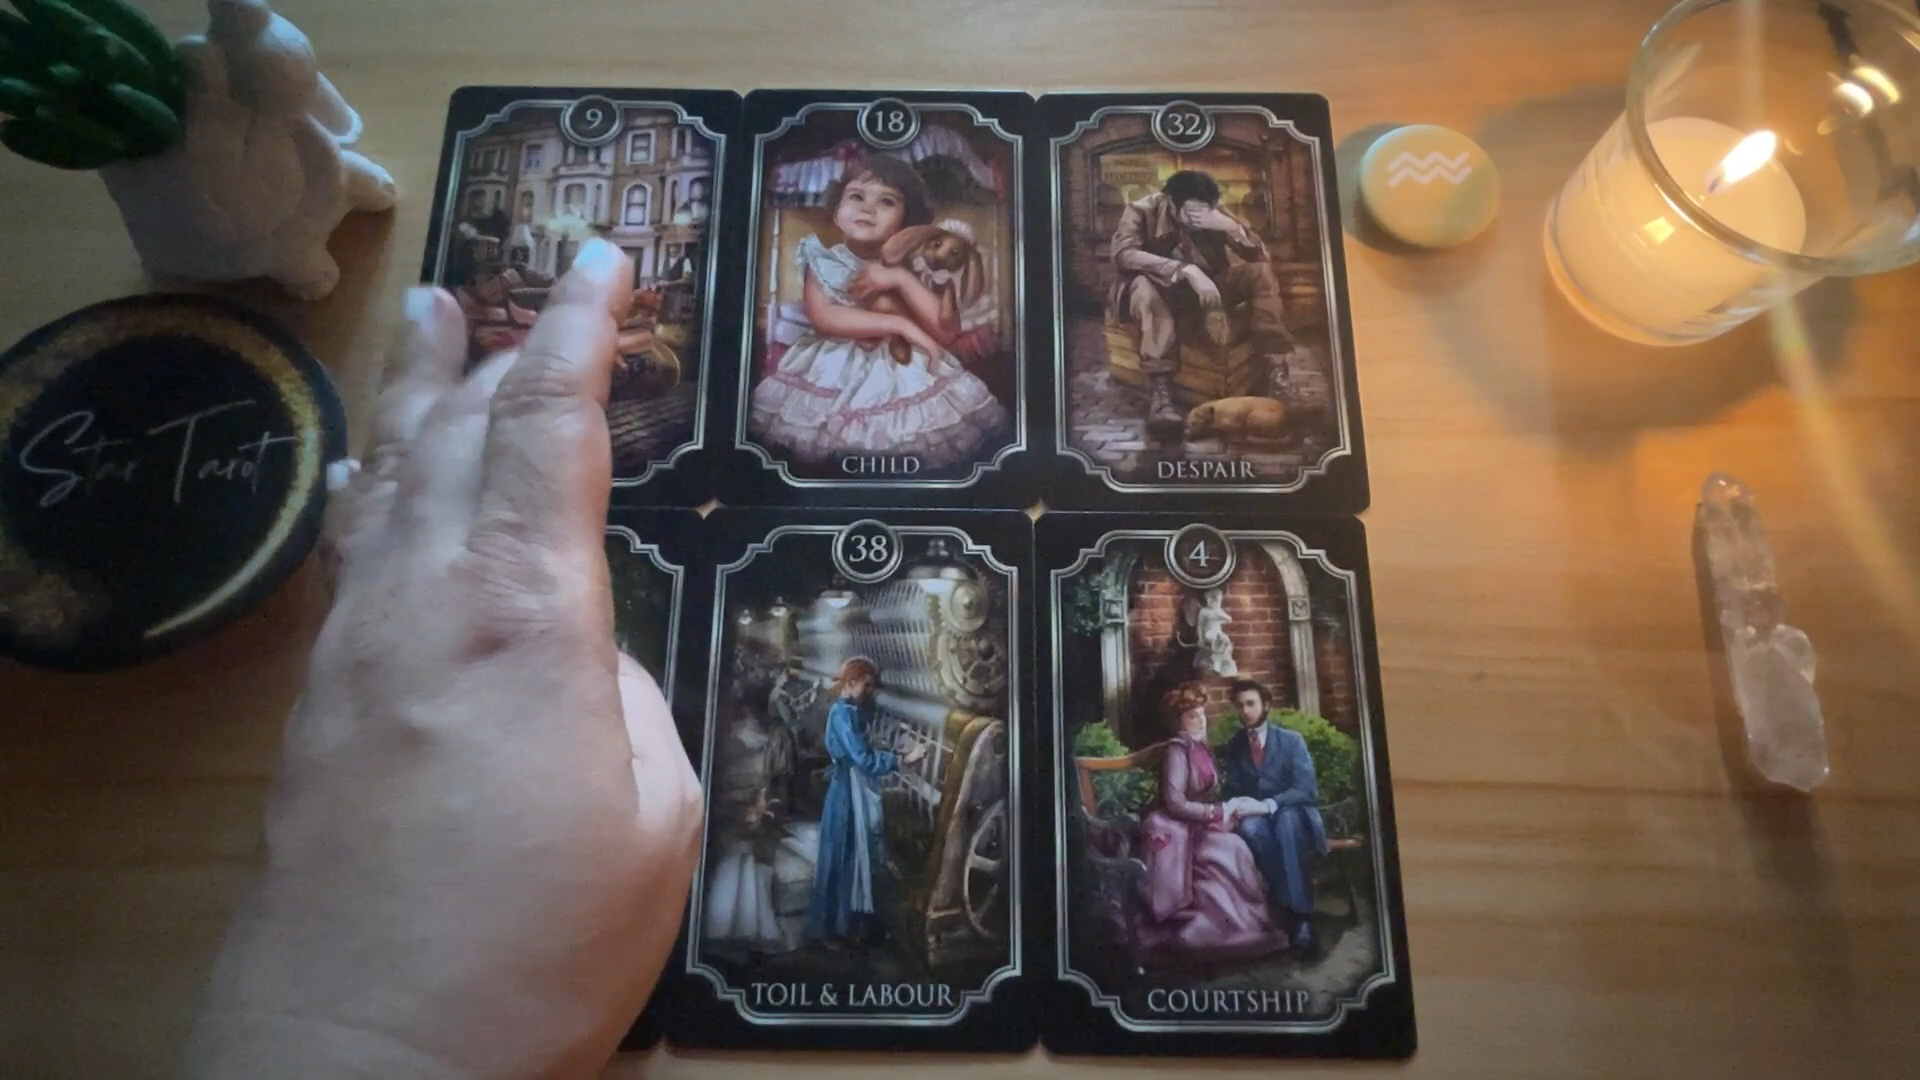 9
18
32
CHILD
DESPAIR
Star Tarot
38
4
TOIL & LABOUR
COURTSHIP